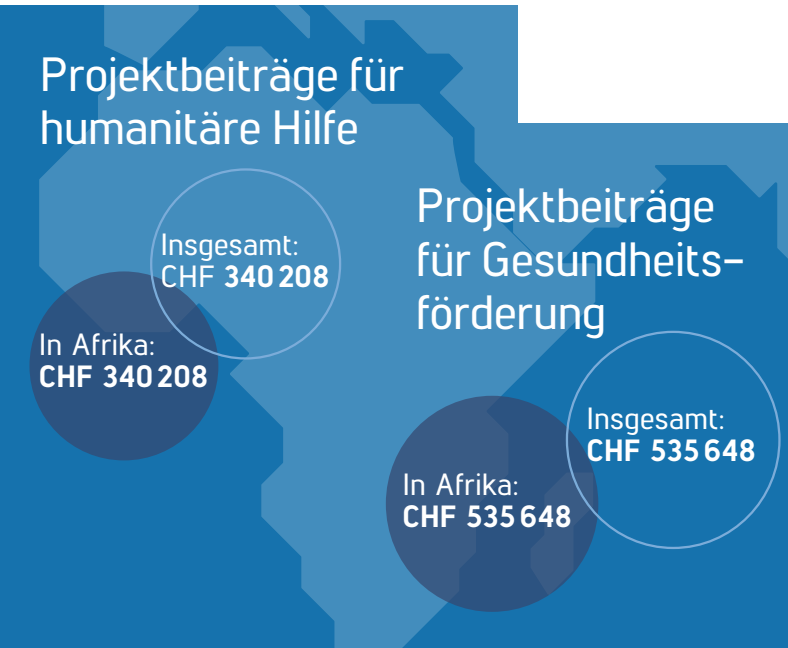 Projektbeiträge für
humanitäre Hilfe
Insgesamt:
CHF 340 208
In Afrika:
CHF 340 208
Projektbeiträge
für Gesundheits-
förderung
Insgesamt:
CHF 535 648
In Afrika:
CHF 535 648